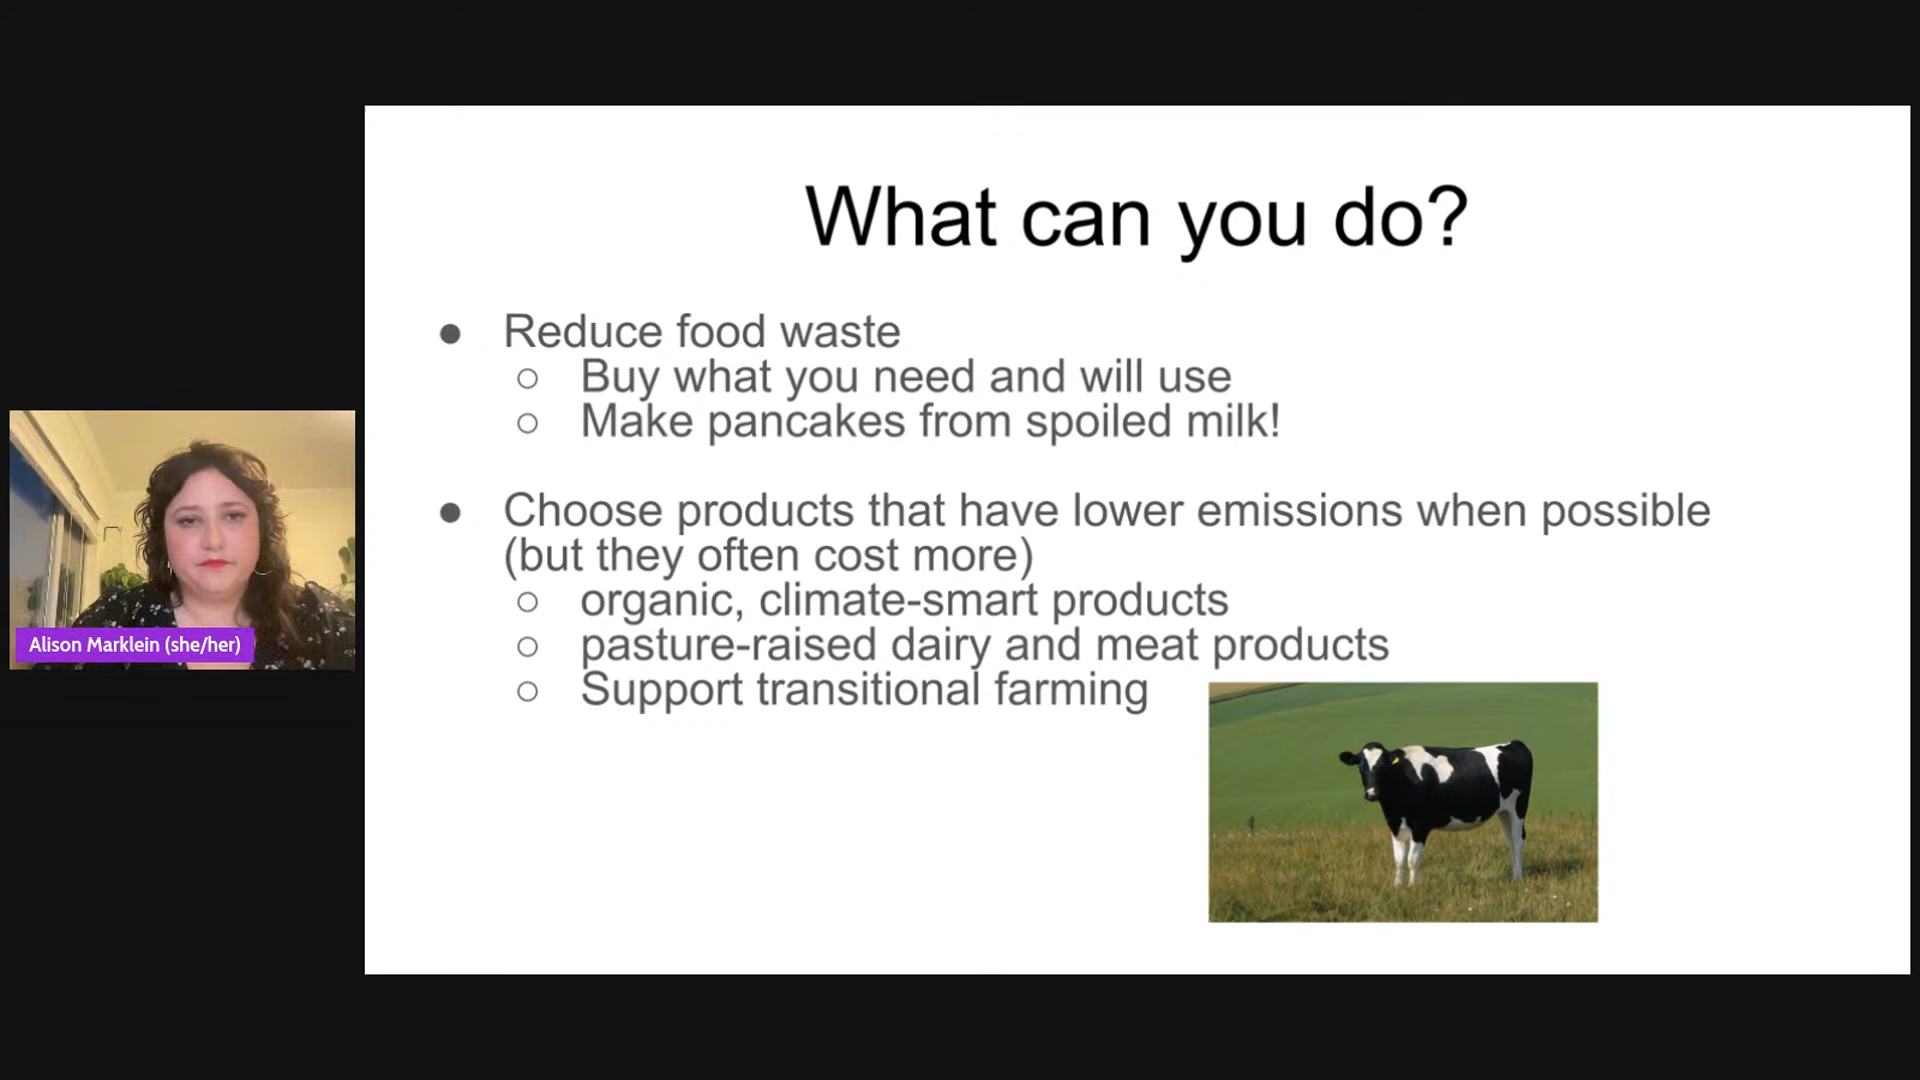 What can you do?
● Reduce food waste
○ Buy what you need and will use
○ Make pancakes from spoiled milk!
● Choose products that have lower emissions when possible
(but they often cost more)
○ organic, climate-smart products
○ pasture-raised dairy and meat products
○ Support transitional farming
Alison Marklein (she/her)